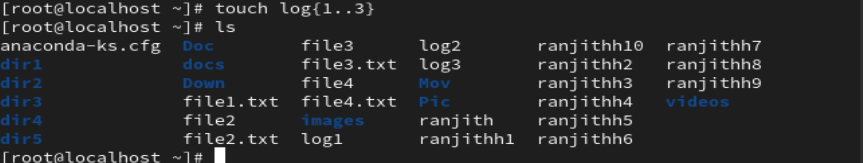 [root@localhost ~]# touch log{1..3}
[root@localhost ~]# ls
anaconda-ks.cfg  Doc        file3      log2       ranjithh10  ranjithh7
dir1             docs       file3.txt  log3       ranjithh2   ranjithh8
dir2             Down       file4      Mov        ranjithh3   ranjithh9
dir3             file1.txt  file4.txt  Pic        ranjithh4   videos
dir4             file2      images     ranjith    ranjithh5
dir5             file2.txt  log1       ranjithh1  ranjithh6
[root@localhost ~]#